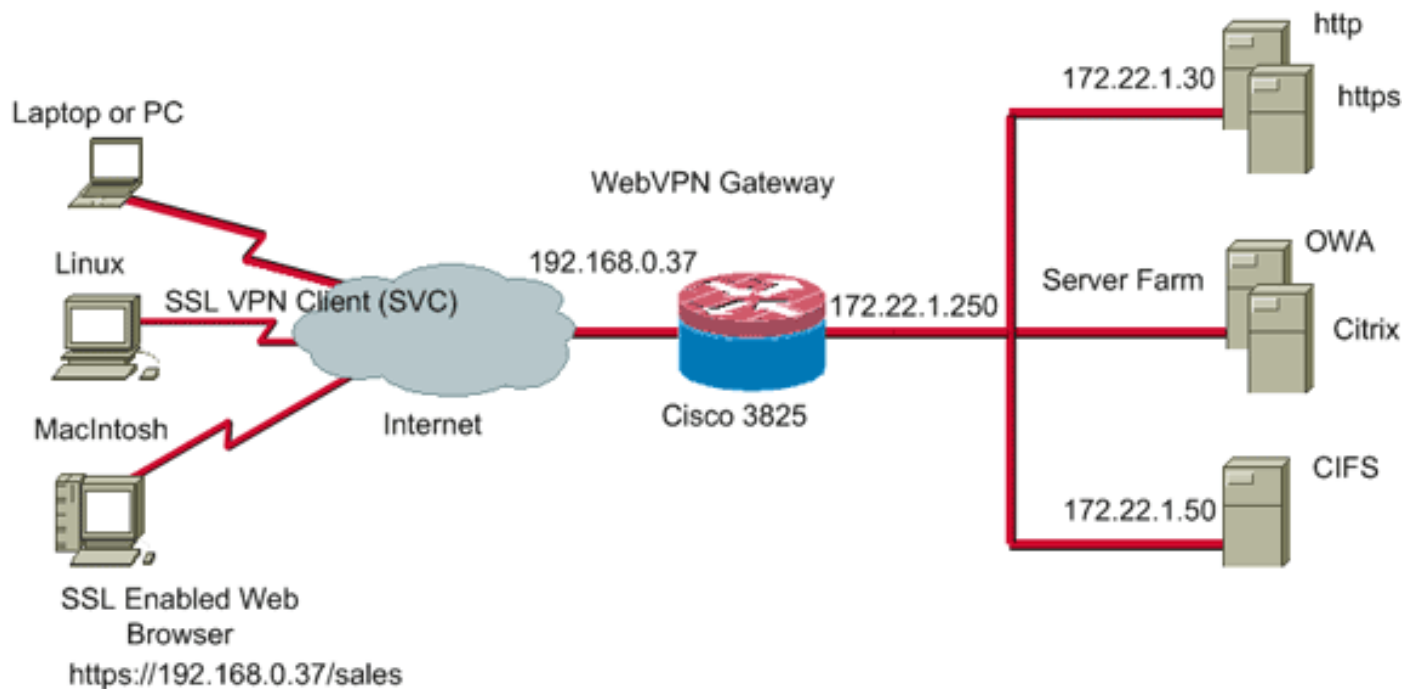 http
172.22.1.30
https
Laptop or PC
WebVPN Gateway
Linux
192.168.0.37
OWA
SSL VPN Client (SVC)
172.22.1.250
Server Farm
Citrix
MacIntosh
Internet
Cisco 3825
CIFS
172.22.1.50
SSL Enabled Web
Browser
https://192.168.0.37/sales